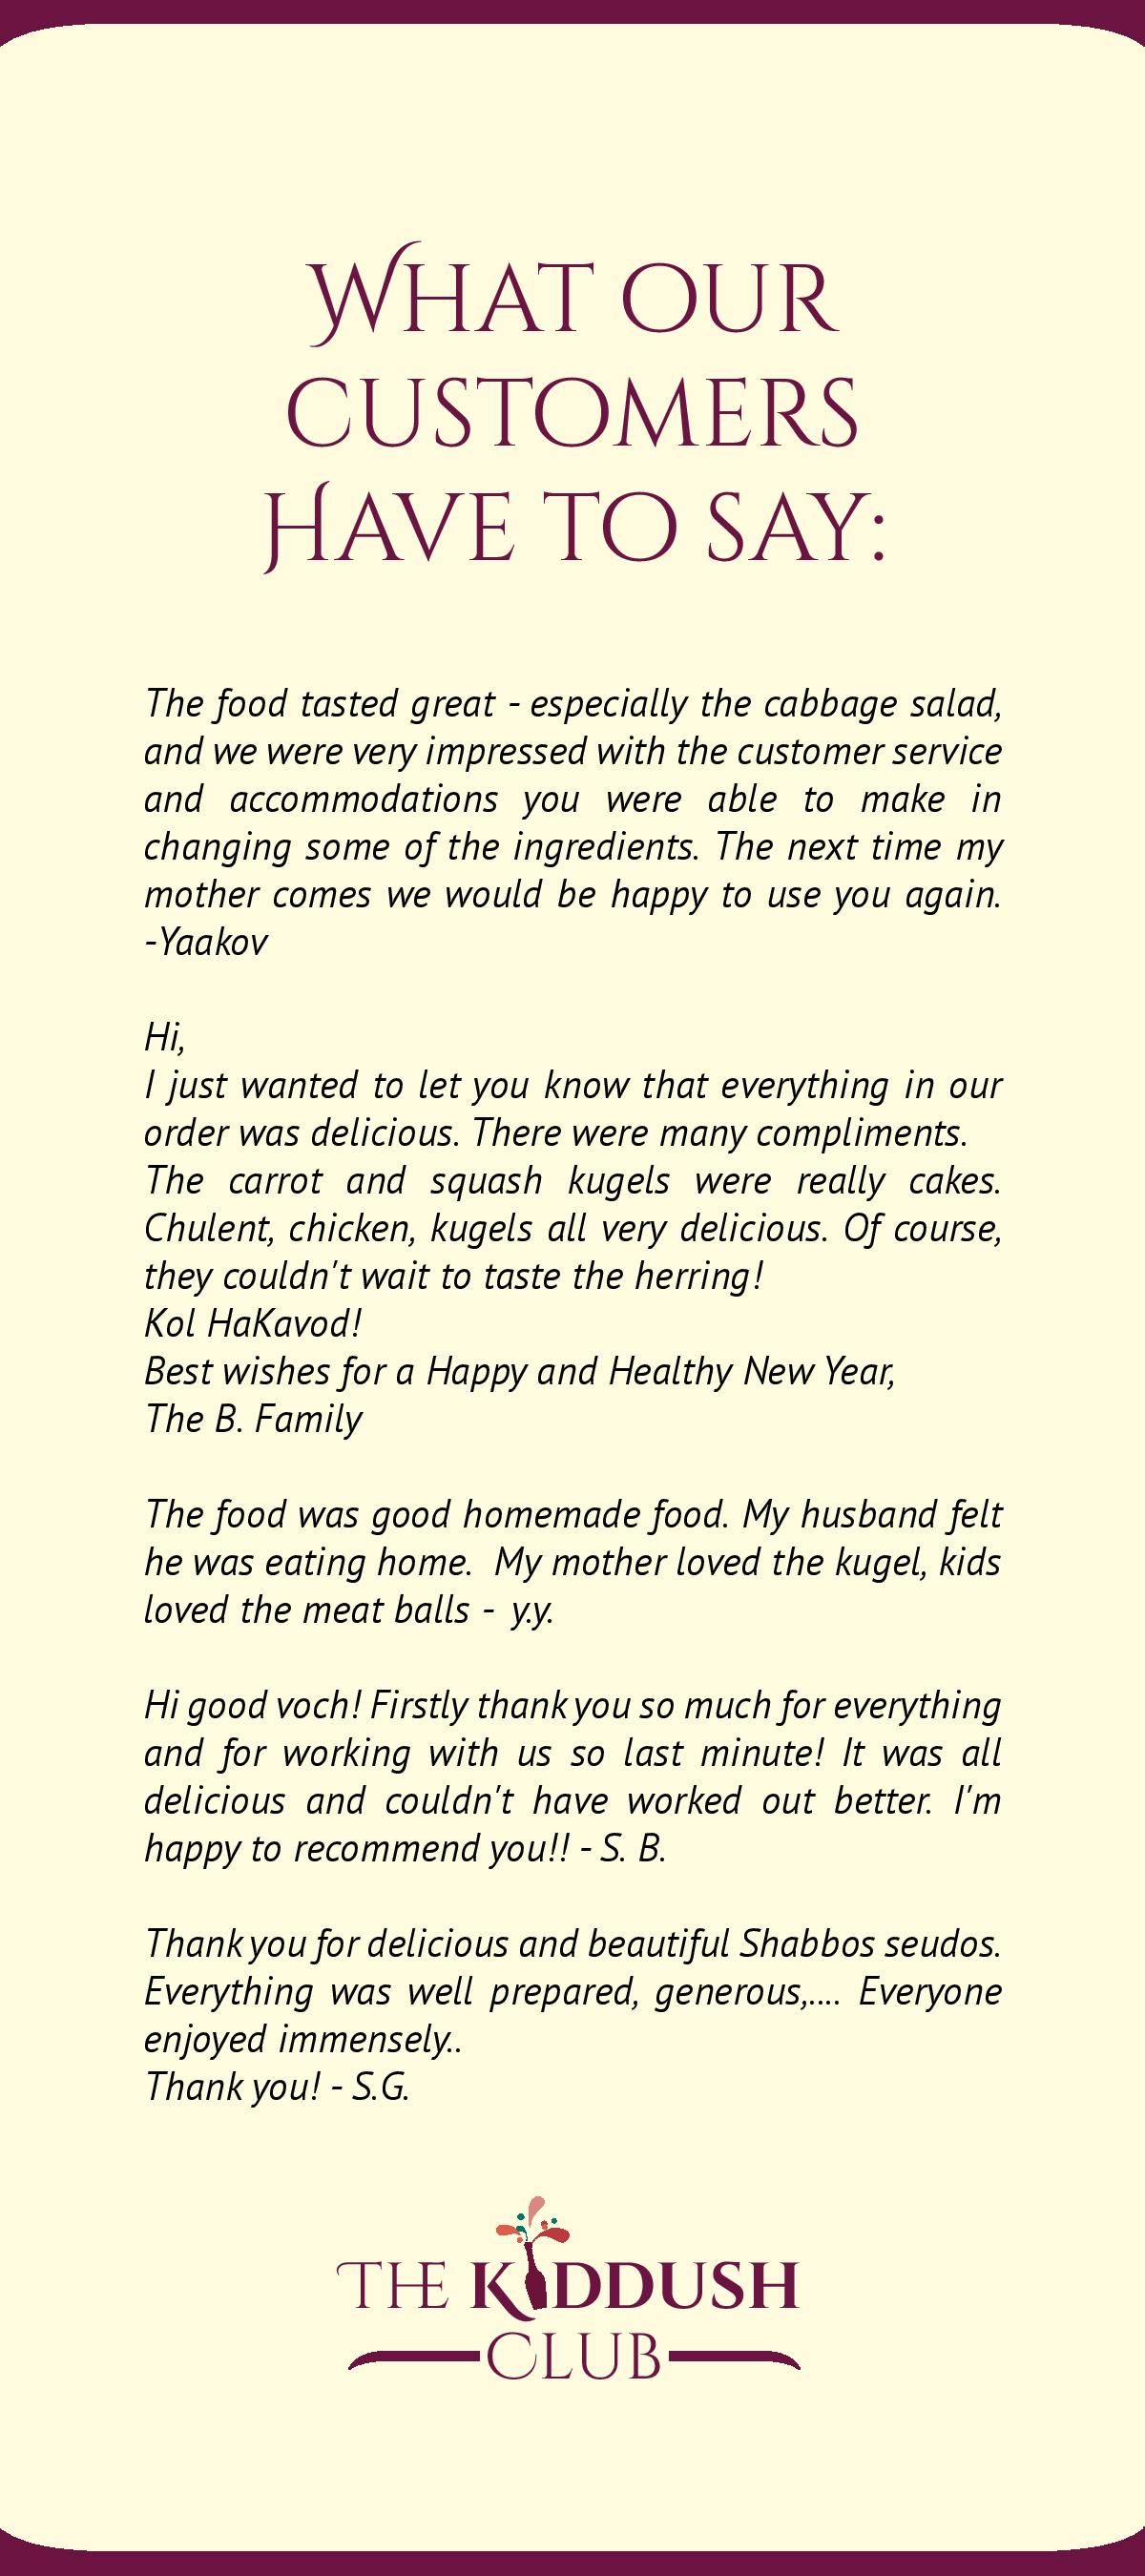 What our
customers
Have to say:
The food tasted great - especially the cabbage salad,
and we were very impressed with the customer service
and accommodations you were able to make in
changing some of the ingredients. The next time my
mother comes we would be happy to use you again.
-Yaakov
Hi,
I just wanted to let you know that everything in our
order was delicious. There were many compliments.
The carrot and squash kugels were really cakes.
Chulent, chicken, kugels all very delicious. Of course,
they couldn't wait to taste the herring!
Kol HaKavod!
Best wishes for a Happy and Healthy New Year,
The B. Family
The food was good homemade food. My husband felt
he was eating home.  My mother loved the kugel, kids
loved the meat balls -  y.y.
Hi good voch! Firstly thank you so much for everything
and for working with us so last minute! It was all
delicious and couldn't have worked out better. I'm
happy to recommend you!! - S. B.
Thank you for delicious and beautiful Shabbos seudos.
Everything was well prepared, generous,.... Everyone
enjoyed immensely..
Thank you! - S.G.
The Kiddush
Club